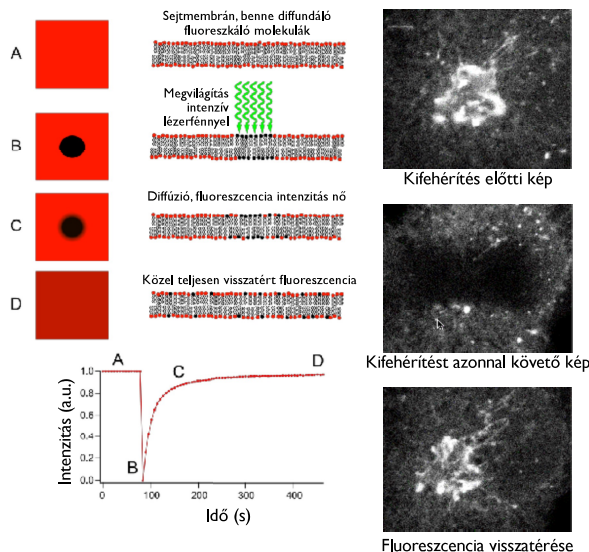 Sejtmembrán, benne diffundáló
fluoreszkáló molekulák
A
Megvilágítás
intenzív
lézerfénnyel
B
Diffúzió, fluoreszcencia intenzitás nő
C
Közel teljesen visszatért fluoreszcencia
D
A
C
D
B
1.0
0.8
0.6
0.4
0.2
0.0
Intenzitás (a.u.)
0
100
200
300
400
Idő (s)
Kifehérítés előtti kép
Kifehérítést azonnal követő kép
Fluoreszcencia visszatérése